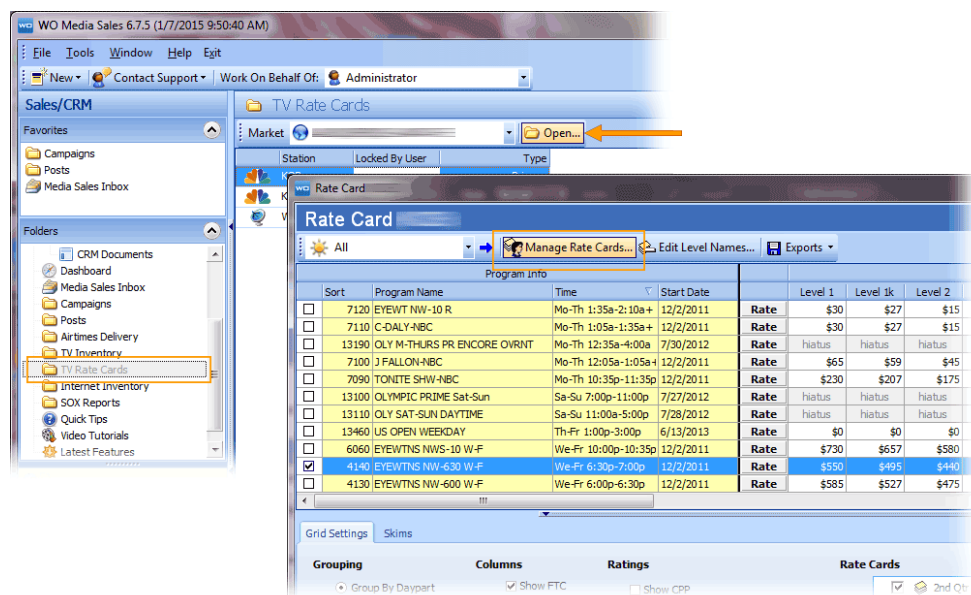 WO Media Sales 6.7.5 (1/7/2015 9:50:40 AM)
File Tools Window Help Exit
New Contact Support Work On Behalf Of: Administrator
Sales/CRM
TV Rate Cards
Favorites
Market Open...
Campaigns
Posts
Media Sales Inbox
Station Locked By User Type
Folders
CRM Documents
Dashboard
Media Sales Inbox
Campaigns
Posts
Airtimes Delivery
TV Inventory
TV Rate Cards
Internet Inventory
SOX Reports
Quick Tips
Video Tutorials
Latest Features
Rate Card
Rate Card
All Manage Rate Cards... Edit Level Names... Exports
Program Info
Sort Program Name Time Start Date Level 1 Level 1k Level 2
7120 EYEWT NW-10 R Mo-Th 1:35a-2:10a+ 12/2/2011 Rate $30 $27 $15
7110 C-DALY-NBC Mo-Th 1:05a-1:35a+ 12/2/2011 Rate $30 $27 $15
13190 OLY M-THURS PR ENCORE OVRNT Mo-Th 12:35a-4:00a 7/30/2012 Rate hiatus hiatus hiatus
7100 J FALLON-NBC Mo-Th 12:05a-1:05a+ 12/2/2011 Rate $65 $59 $45
7090 TONITE SHW-NBC Mo-Th 10:35p-11:35p 12/2/2011 Rate $230 $207 $175
13100 OLYMPIC PRIME Sat-Sun Sa-Su 7:00p-11:00p 7/27/2012 Rate hiatus hiatus hiatus
13110 OLY SAT-SUN DAYTIME Sa-Su 11:00a-5:00p 7/28/2012 Rate hiatus hiatus hiatus
13460 US OPEN WEEKDAY Th-Fr 1:00p-3:00p 6/13/2013 Rate $0 $0 $0
6060 EYEWTNS NWS-10 W-F We-Fr 10:00p-10:35p 12/2/2011 Rate $730 $657 $580
4140 EYEWTNS NW-630 W-F We-Fr 6:30p-7:00p 12/2/2011 Rate $550 $495 $440
4130 EYEWTNS NW-600 W-F We-Fr 6:00p-6:30p 12/2/2011 Rate $585 $527 $475
Grid Settings Skims
Grouping Columns Ratings Rate Cards
Group By Daypart Show FTC Show CPP 2nd Qt